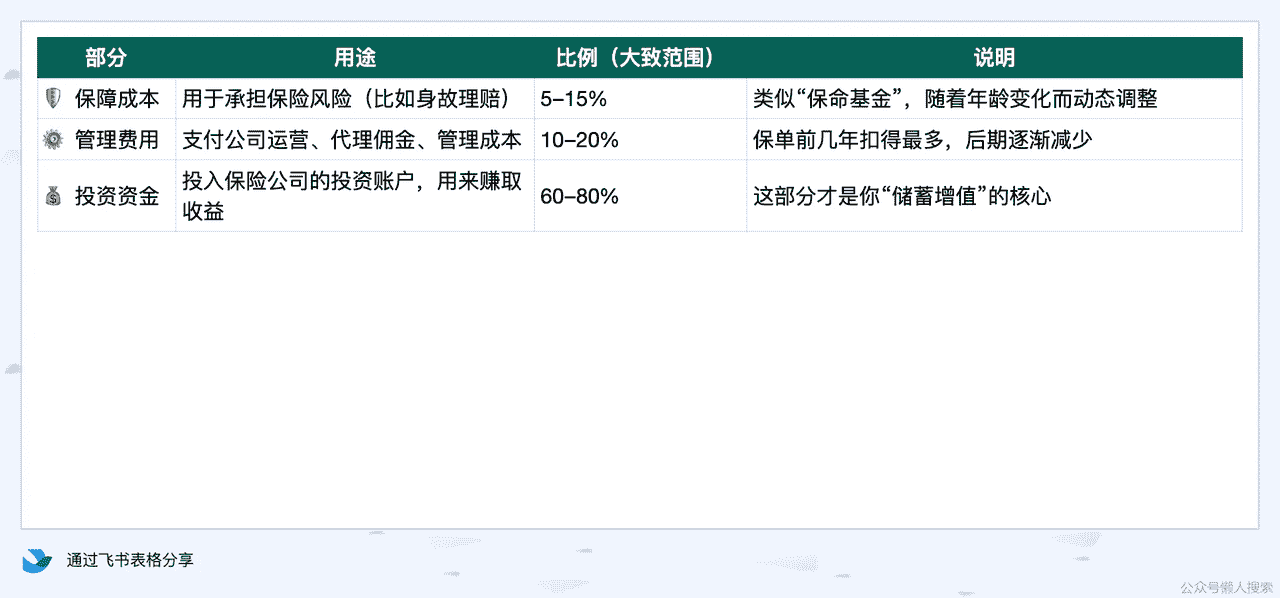 部分 用途 比例（大致范围） 说明
保障成本 用于承担保险风险（比如身故理赔） 5–15% 类似“保命基金”，随着年龄变化而动态调整
管理费用 支付公司运营、代理佣金、管理成本 10–20% 保单前几年扣得最多，后期逐渐减少
投资资金 投入保险公司的投资账户，用来赚取
收益 60–80% 这部分才是你“储蓄增值”的核心
通过飞书表格分享
公众号懒人搜索